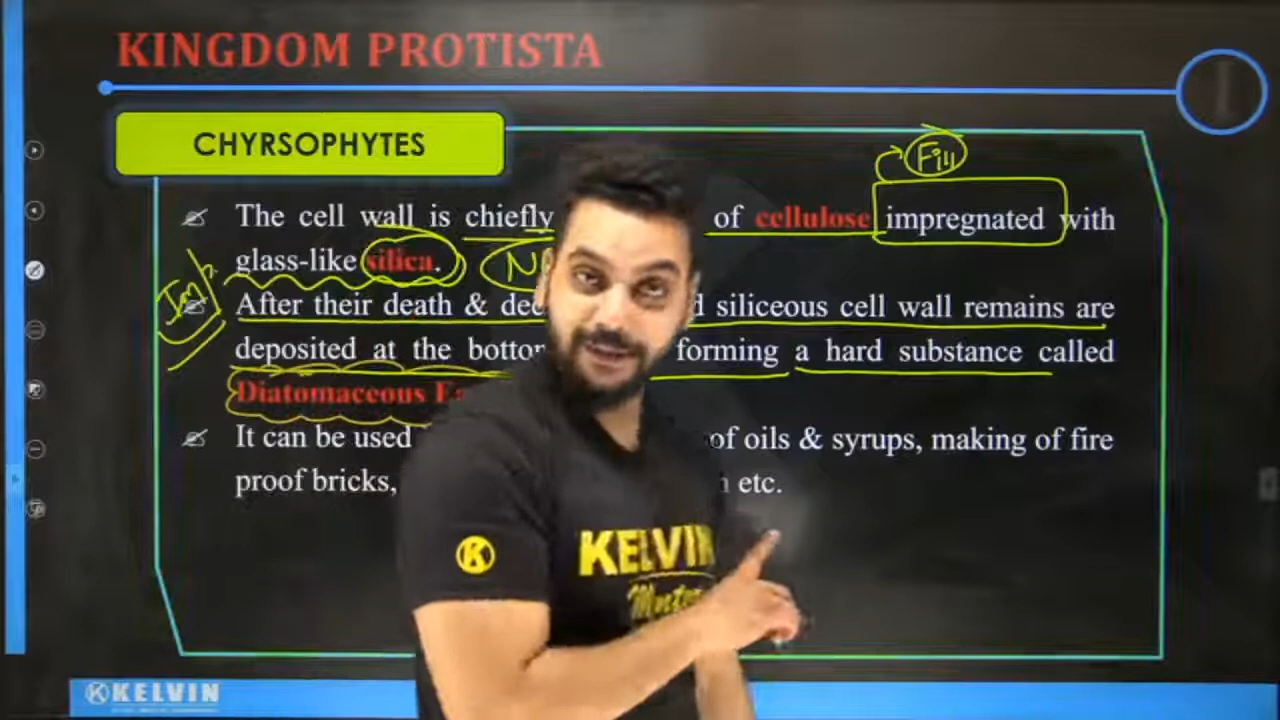 KINGDOM PROTISTA
CHYRSOPHYTES
Fill
The cell wall is chiefly of cellulose impregnated with
glass-like silica.
Imp
After their death & siliceous cell wall remains are
deposited at the forming a hard substance called
Diatomaceous
It can be used of oils & syrups, making of fire
proof bricks, etc.
KELVIN
K
KELVIN